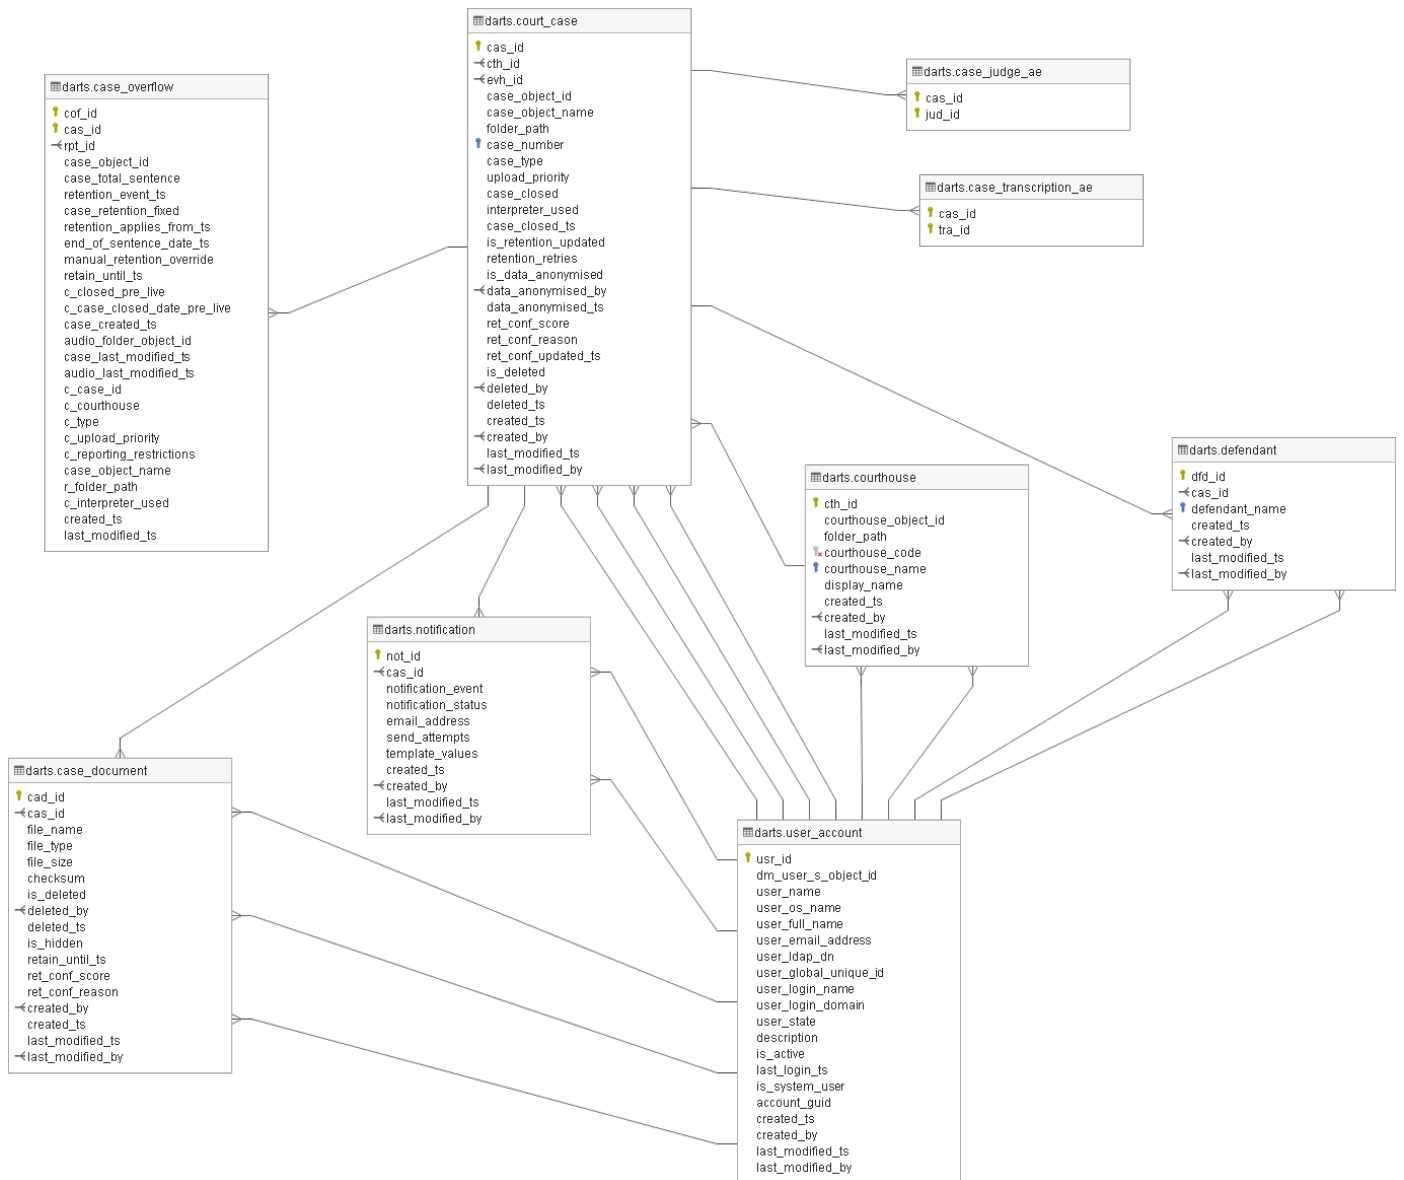 darts.court_case
cas_id
cth_id
evh_id
case_object_id
case_object_name
folder_path
case_number
case_type
upload_priority
case_closed
interpreter_used
case_closed_ts
is_retention_updated
retention_retries
is_data_anonymised
data_anonymised_by
data_anonymised_ts
ret_conf_score
ret_conf_reason
ret_conf_updated_ts
is_deleted
deleted_by
deleted_ts
created_ts
created_by
last_modified_ts
last_modified_by
darts.case_judge_ae
cas_id
jud_id
darts.case_overflow
cof_id
cas_id
rpt_id
case_object_id
case_total_sentence
retention_event_ts
case_retention_fixed
retention_applies_from_ts
end_of_sentence_date_ts
manual_retention_override
retain_until_ts
c_closed_pre_live
c_case_closed_date_pre_live
case_created_ts
audio_folder_object_id
case_last_modified_ts
audio_last_modified_ts
c_case_id
c_courthouse
c_type
c_upload_priority
c_reporting_restrictions
case_object_name
r_folder_path
c_interpreter_used
created_ts
last_modified_ts
darts.case_transcription_ae
cas_id
tra_id
darts.defendant
dfd_id
cas_id
defendant_name
created_ts
created_by
last_modified_ts
last_modified_by
darts.courthouse
cth_id
courthouse_object_id
folder_path
courthouse_code
courthouse_name
display_name
created_ts
created_by
last_modified_ts
last_modified_by
darts.notification
not_id
cas_id
notification_event
notification_status
email_address
send_attempts
template_values
created_ts
created_by
last_modified_ts
last_modified_by
darts.case_document
cad_id
cas_id
file_name
file_type
file_size
checksum
is_deleted
deleted_by
deleted_ts
is_hidden
retain_until_ts
ret_conf_score
ret_conf_reason
created_by
created_ts
last_modified_ts
last_modified_by
darts.user_account
usr_id
dm_user_s_object_id
user_name
user_os_name
user_full_name
user_email_address
user_ldap_dn
user_global_unique_id
user_login_name
user_login_domain
user_state
description
is_active
last_login_ts
is_system_user
account_guid
created_ts
created_by
last_modified_ts
last_modified_by